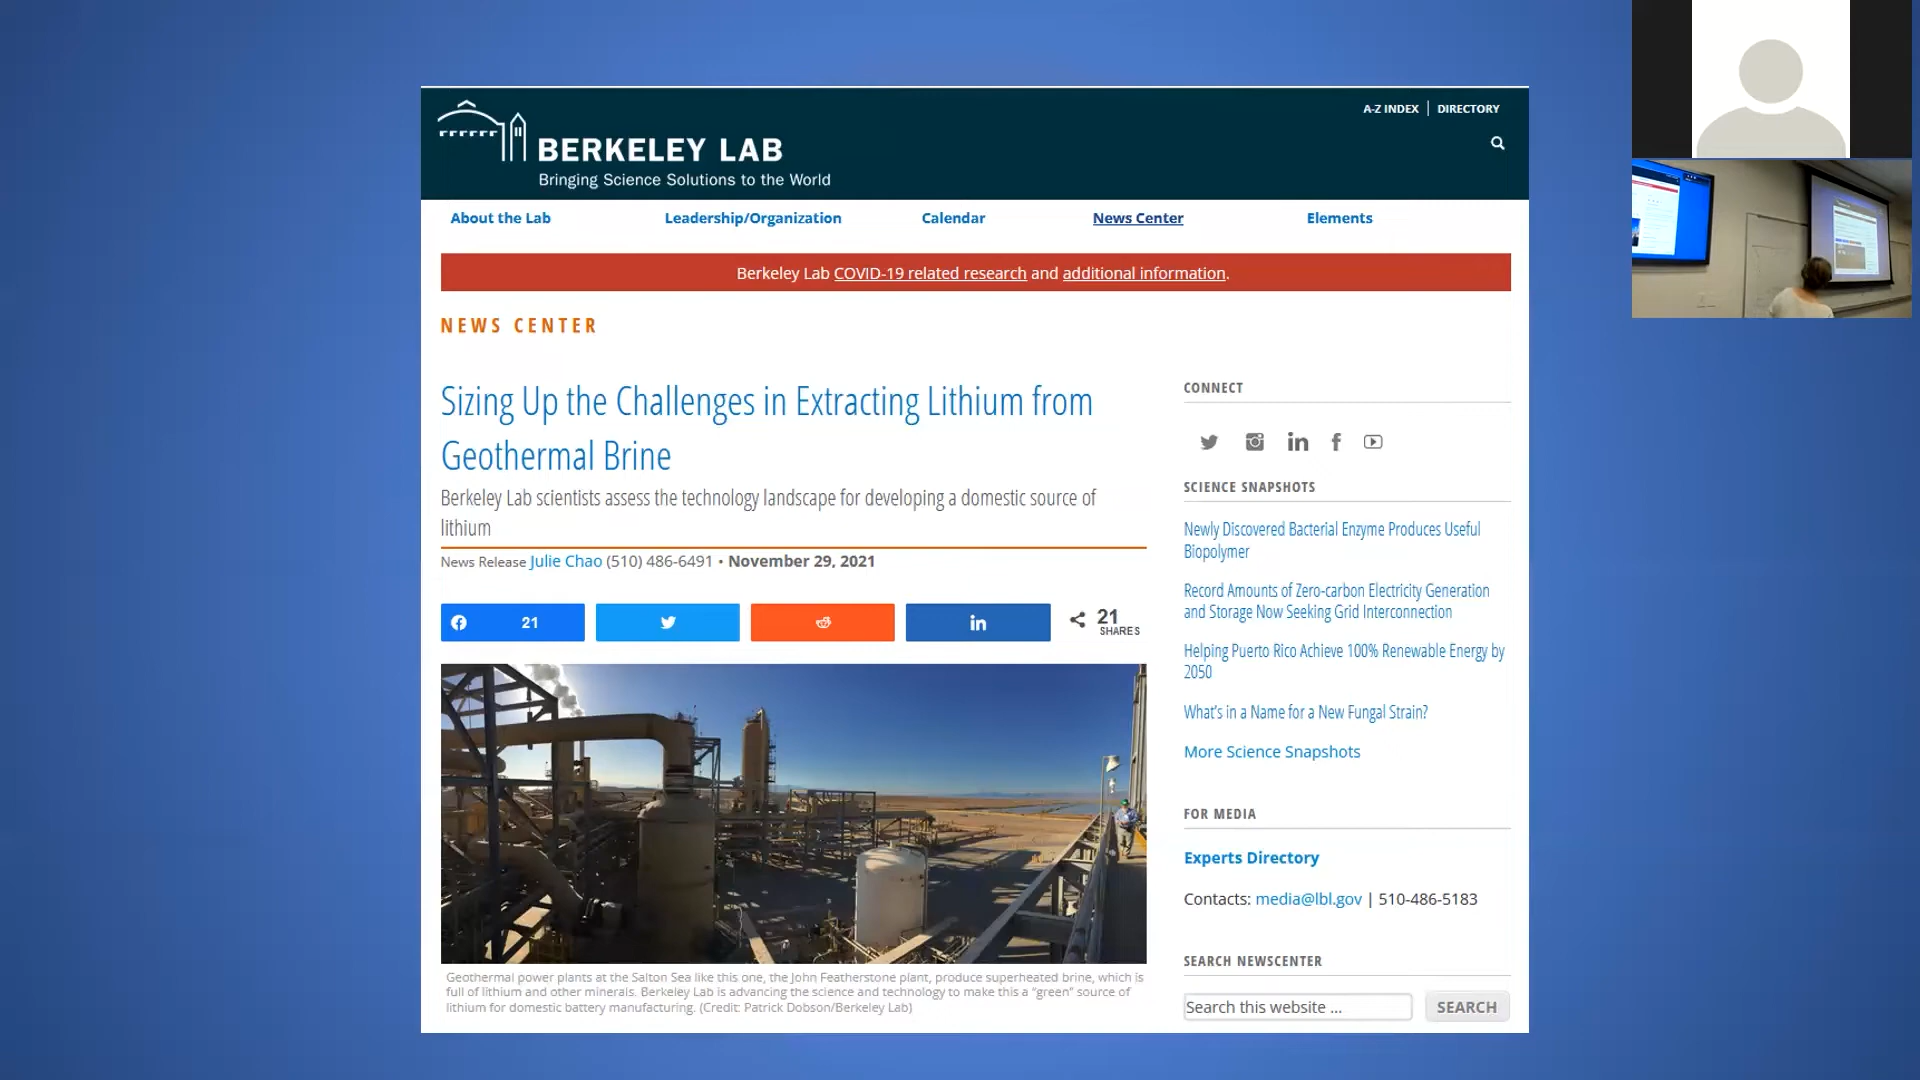 A-Z INDEX | DIRECTORY
BERKELEY LAB
Bringing Science Solutions to the World
About the Lab
Leadership/Organization
Calendar
News Center
Elements
Berkeley Lab COVID-19 related research and additional information.
NEWS CENTER
Sizing Up the Challenges in Extracting Lithium from
Geothermal Brine
Berkeley Lab scientists assess the technology landscape for developing a domestic source of
lithium
News Release Julie Chao (510) 486-6491 • November 29, 2021
21
21
SHARES
Geothermal power plants at the Salton Sea like this one, the John Featherstone plant, produce superheated brine, which is
full of lithium and other minerals. Berkeley Lab is advancing the science and technology to make this a “green” source of
lithium for domestic battery manufacturing. (Credit: Patrick Dobson/Berkeley Lab)
CONNECT
SCIENCE SNAPSHOTS
Newly Discovered Bacterial Enzyme Produces Useful
Biopolymer
Record Amounts of Zero-carbon Electricity Generation
and Storage Now Seeking Grid Interconnection
Helping Puerto Rico Achieve 100% Renewable Energy by
2050
What's in a Name for a New Fungal Strain?
More Science Snapshots
FOR MEDIA
Experts Directory
Contacts: media@lbl.gov | 510-486-5183
SEARCH NEWSCENTER
Search this website ...
SEARCH